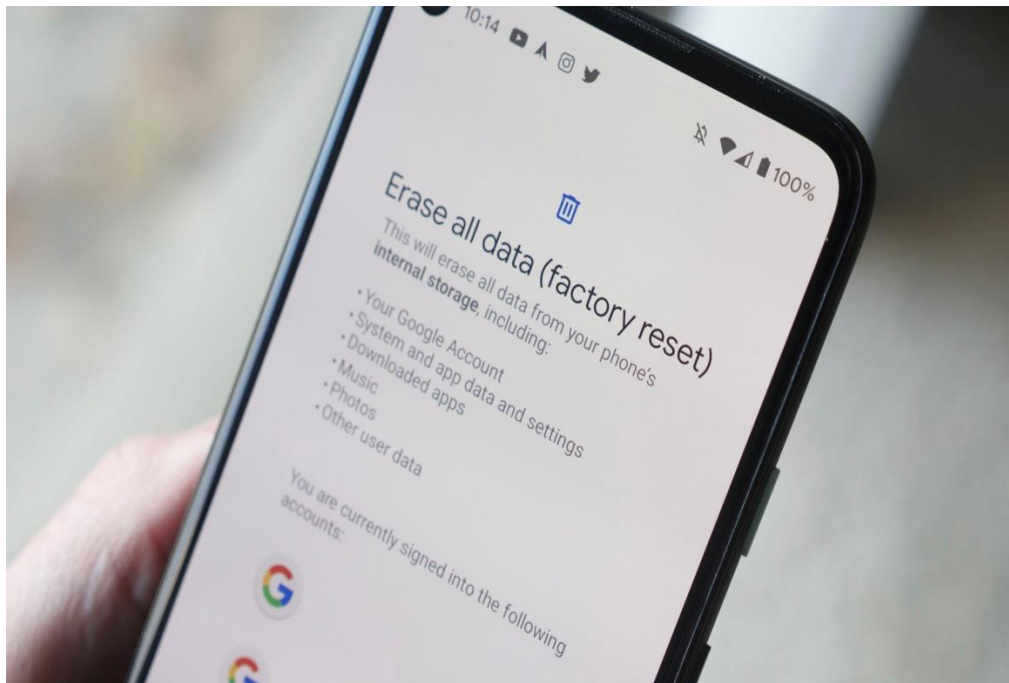 10:14
100%
Erase all data (factory reset)
This will erase all data from your phone's
internal storage, including:
• Your Google Account
• System and app data and settings
• Downloaded apps
• Music
• Photos
• Other user data
You are currently signed into the following
accounts:
G
G